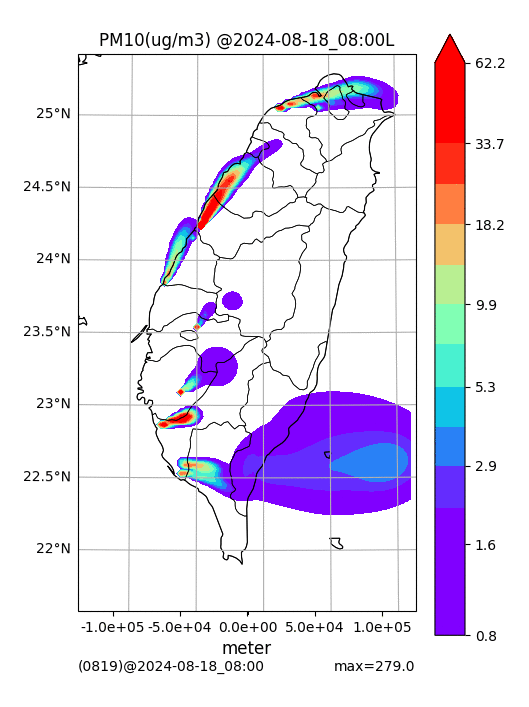 PM10(ug/m3) @2024-08-18_08:00L
62.2
33.7
18.2
9.9
5.3
2.9
1.6
0.8
25°N
24.5°N
24°N
23.5°N
23°N
22.5°N
22°N
-1.0e+05 -5.0e+04 0.0e+00 5.0e+04 1.0e+05
meter
(0819)@2024-08-18_08:00 max=279.0